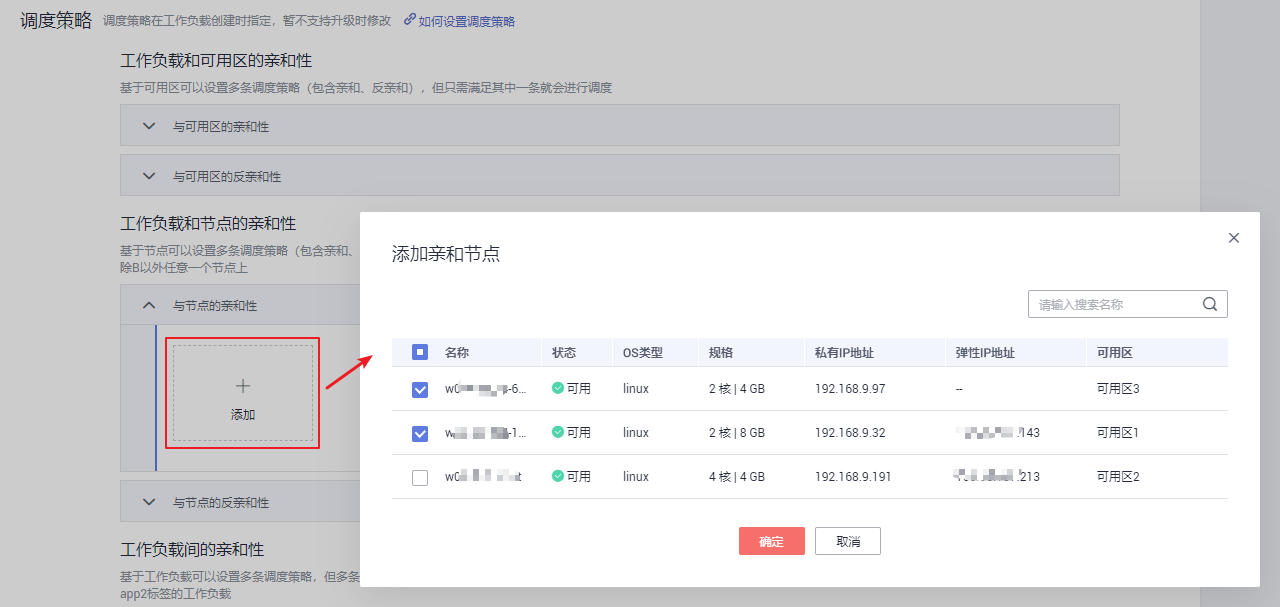 调度策略 调度策略在工作负载创建时指定，暂不支持升级时修改 如何设置调度策略
工作负载和可用区的亲和性
基于可用区可以设置多条调度策略（包含亲和、反亲和），但只需满足其中一条就会进行调度
与可用区的亲和性
与可用区的反亲和性
工作负载和节点的亲和性
基于节点可以设置多条调度策略（包含亲和、
除B以外任意一个节点上
与节点的亲和性
添加
与节点的反亲和性
工作负载间的亲和性
基于工作负载可以设置多条调度策略，但多条
app2标签的工作负载
添加亲和节点
请输入搜索名称
名称 状态 OS类型 规格 私有IP地址 弹性IP地址 可用区
可用 linux 2 核 | 4 GB 192.168.9.97 -- 可用区3
可用 linux 2 核 | 8 GB 192.168.9.32 .143 可用区1
可用 linux 4 核 | 4 GB 192.168.9.191 .213 可用区2
确定 取消